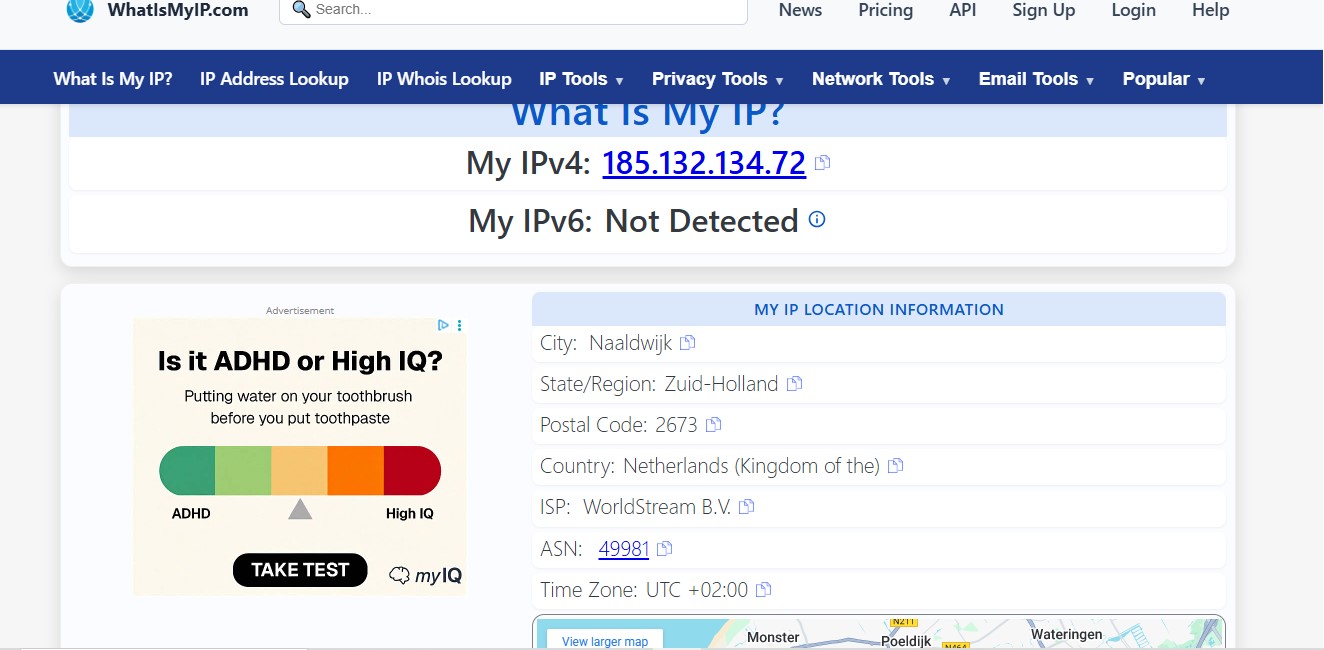 WhatIsMyIP.com
Search...
News Pricing API Sign Up Login Help
What Is My IP? IP Address Lookup IP Whois Lookup IP Tools ▼ Privacy Tools ▼ Network Tools ▼ Email Tools ▼ Popular ▼
What Is My IP?
My IPv4: 185.132.134.72
My IPv6: Not Detected
Advertisement
Is it ADHD or High IQ?
Putting water on your toothbrush
before you put toothpaste
ADHD High IQ
TAKE TEST
myIQ
MY IP LOCATION INFORMATION
City: Naaldwijk
State/Region: Zuid-Holland
Postal Code: 2673
Country: Netherlands (Kingdom of the)
ISP: WorldStream B.V.
ASN: 49981
Time Zone: UTC +02:00
View larger map
Monster
N211
Poeldijk
N464
Wateringen